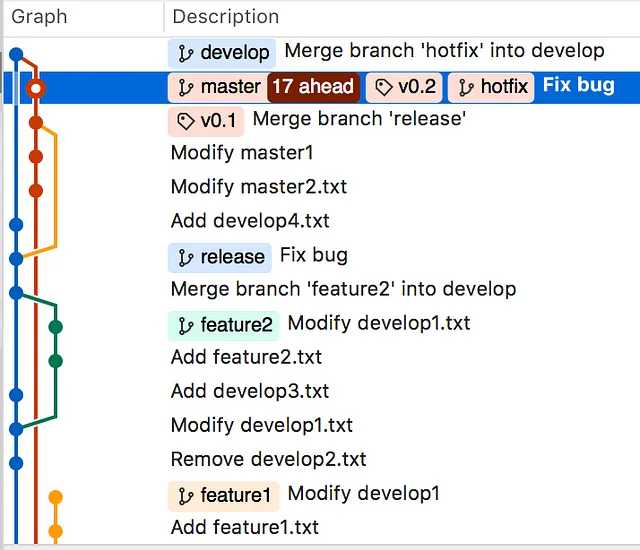 Graph Description
develop Merge branch 'hotfix' into develop
master 17 ahead v0.2 hotfix Fix bug
v0.1 Merge branch 'release'
Modify master1
Modify master2.txt
Add develop4.txt
release Fix bug
Merge branch 'feature2' into develop
feature2 Modify develop1.txt
Add feature2.txt
Add develop3.txt
Modify develop1.txt
Remove develop2.txt
feature1 Modify develop1
Add feature1.txt